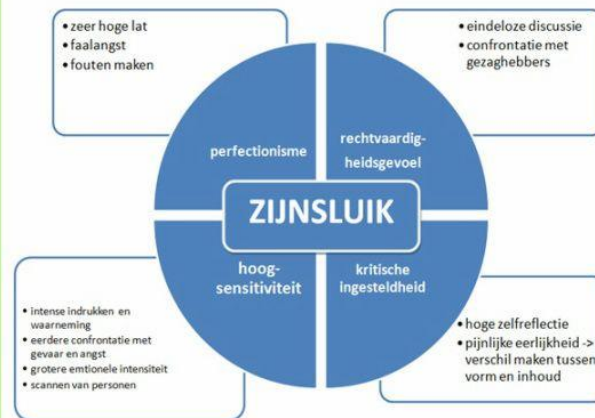 • zeer hoge lat
• faalangst
• fouten maken
• eindeloze discussie
• confrontatie met
gezaghebbers
perfectionisme
rechtvaardig-
heidsgevoel
ZIJNSLUIK
hoog-
sensitiviteit
kritische
ingesteldheid
• intense indrukken en
waarneming
• eerdere confrontatie met
gevaar en angst
• grotere emtionele intensiteit
• scannen van personen
• hoge zelfreflectie
• pijnlijke eerlijkheid ->
verschil maken tussen
vorm en inhoud